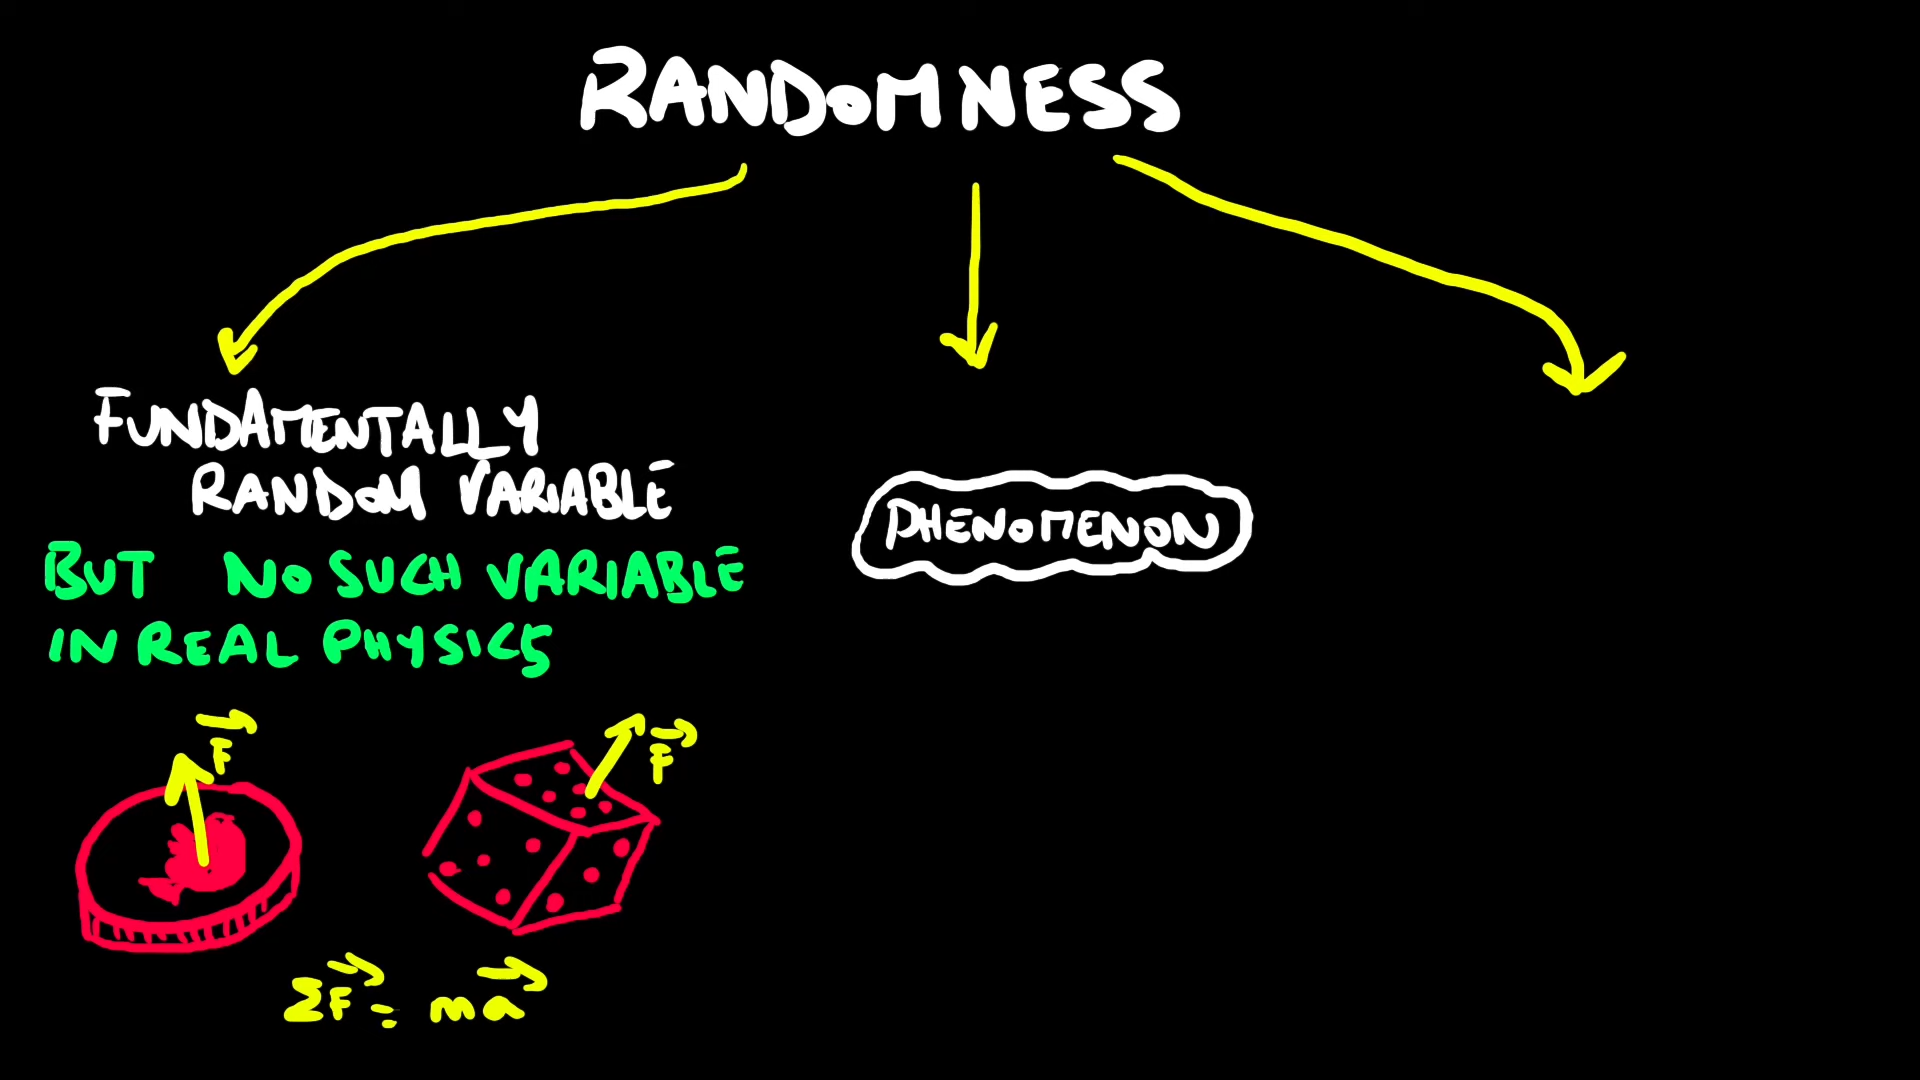 RANDOMNESS
FUNDAMENTALLY
RANDOM VARIABLE
BUT NO SUCH VARIABLE
IN REAL PHYSICS
PHENOMENON
F⃗
F⃗
ΣF⃗ = ma⃗